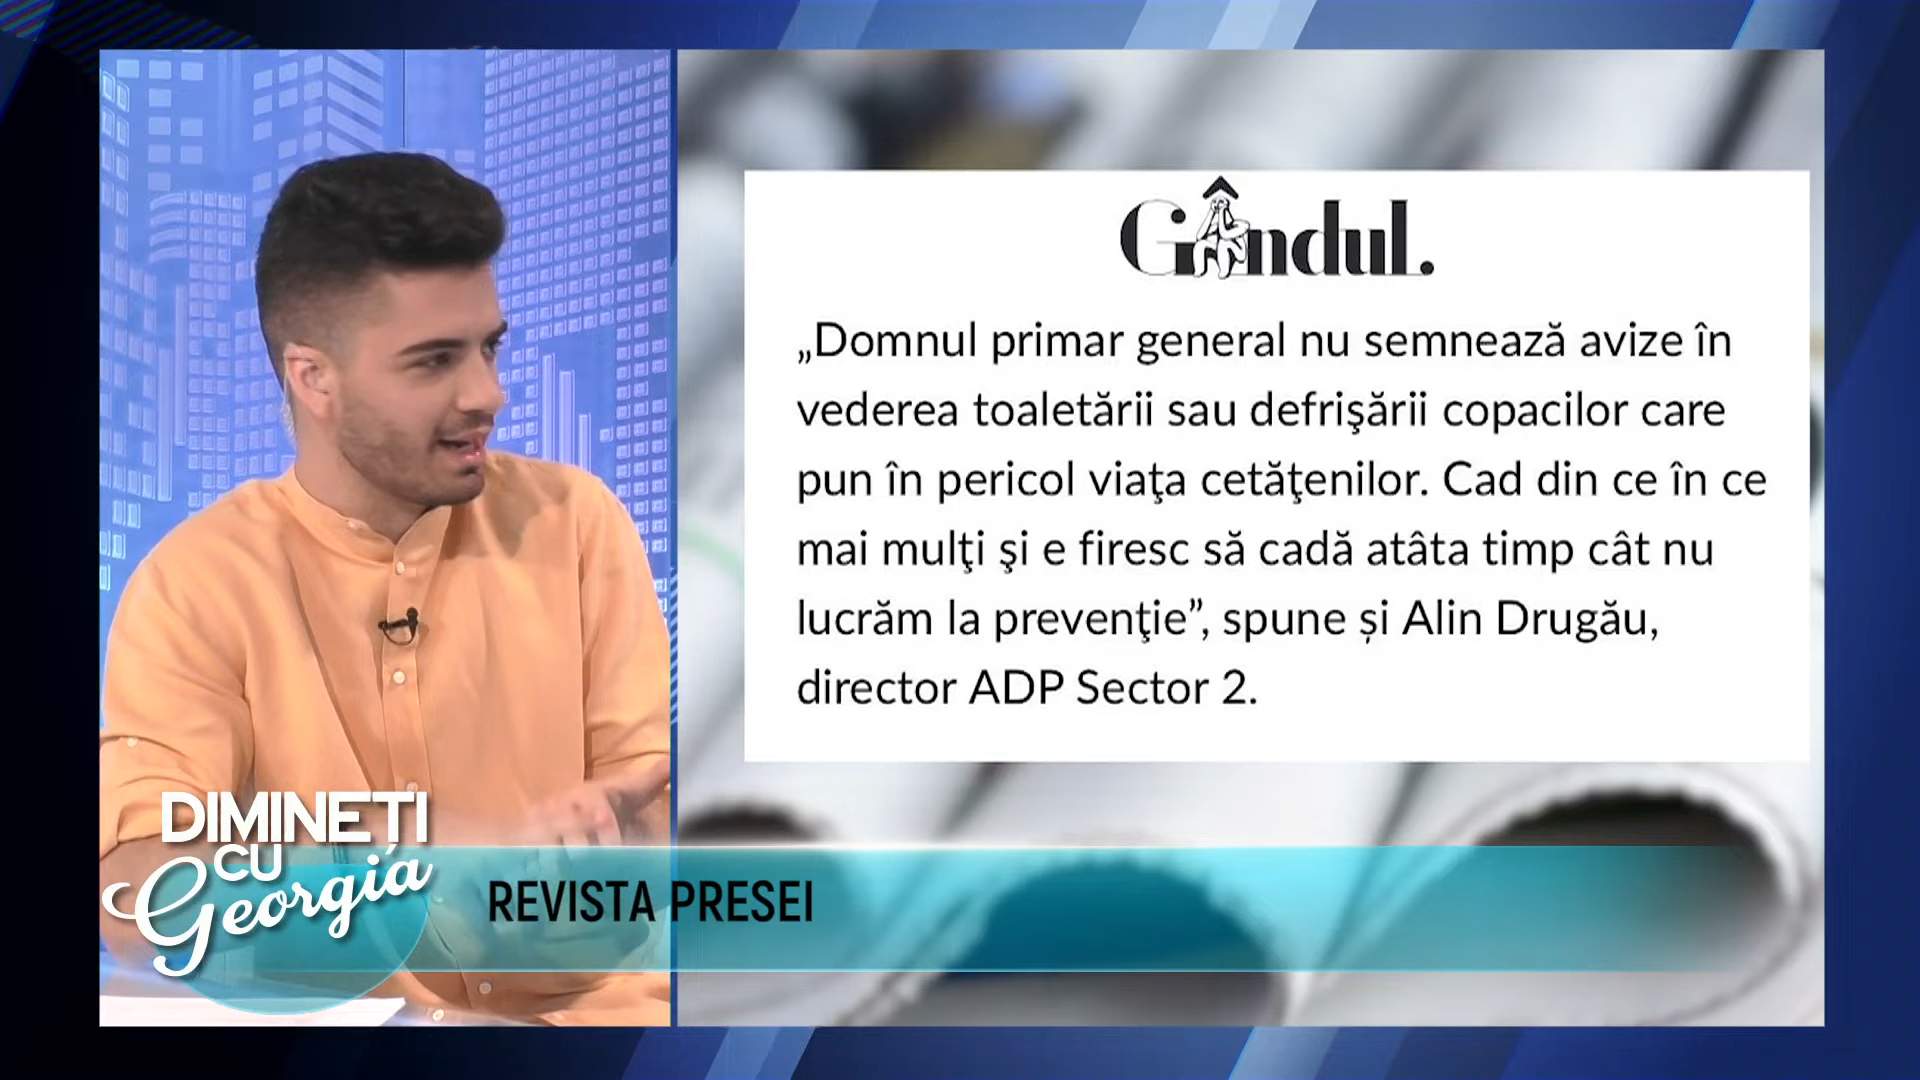 Gândul.
„Domnul primar general nu semnează avize în
vederea toaletării sau defrişării copacilor care
pun în pericol viaţa cetăţenilor. Cad din ce în ce
mai mulţi şi e firesc să cadă atâta timp cât nu
lucrăm la prevenţie”, spune și Alin Drugău,
director ADP Sector 2.
DIMINEȚI
CU
Georgia
REVISTA PRESEI